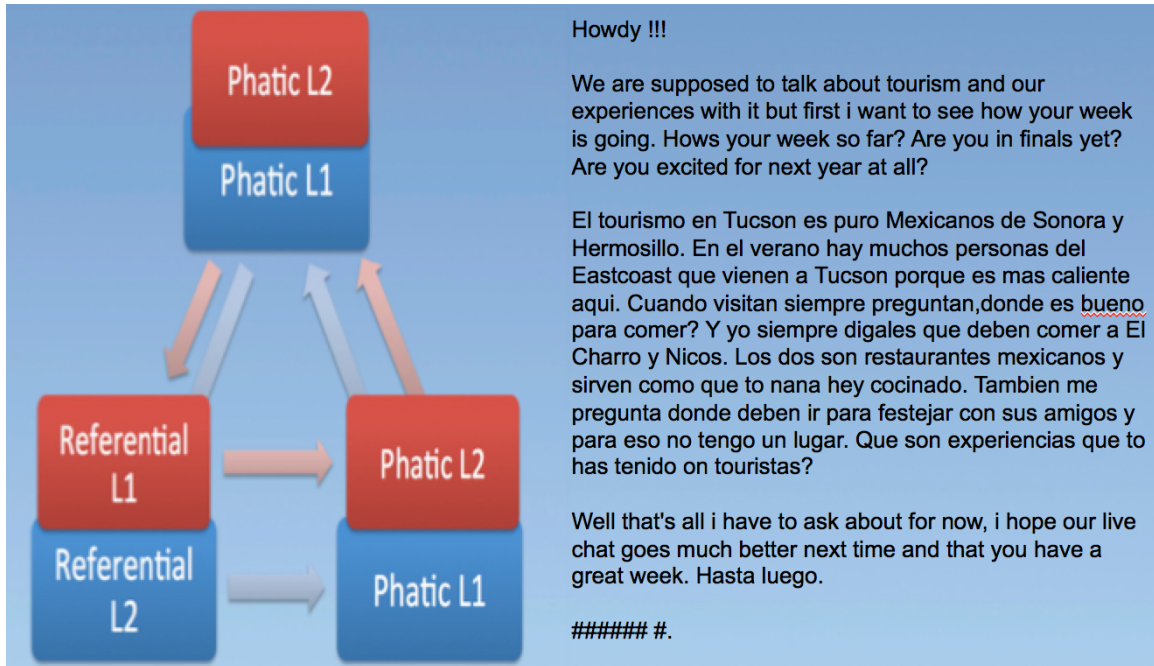 Phatic L2
Phatic L1
Referential
L1
Referential
L2
Phatic L2
Phatic L1
Howdy !!!
We are supposed to talk about tourism and our
experiences with it but first i want to see how your week
is going. Hows your week so far? Are you in finals yet?
Are you excited for next year at all?
El tourismo en Tucson es puro Mexicanos de Sonora y
Hermosillo. En el verano hay muchos personas del
Eastcoast que vienen a Tucson porque es mas caliente
aqui. Cuando visitan siempre preguntan,donde es bueno
para comer? Y yo siempre digales que deben comer a El
Charro y Nicos. Los dos son restaurantes mexicanos y
sirven como que to nana hey cocinado. Tambien me
pregunta donde deben ir para festejar con sus amigos y
para eso no tengo un lugar. Que son experiencias que to
has tenido on touristas?
Well that's all i have to ask about for now, i hope our live
chat goes much better next time and that you have a
great week. Hasta luego.
###### #.